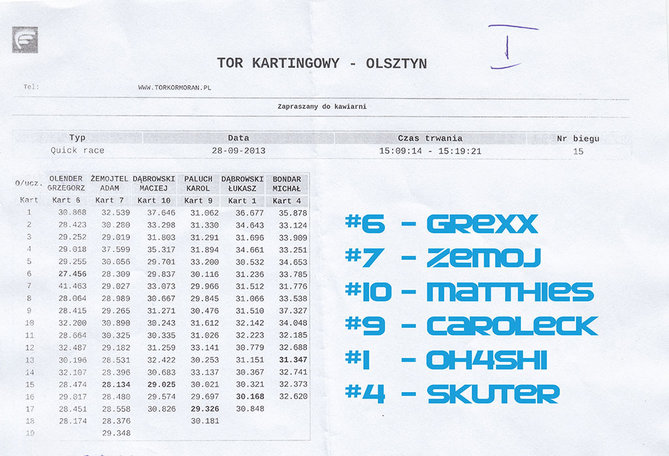 I
TOR KARTINGOWY - OLSZTYN
Tel: WWW.TORKORMORAN.PL
Zapraszamy do kawiarni
Typ Data Czas trwania Nr biegu
Quick race 28-09-2013 15:09:14 - 15:19:21 15
O/ucz. OLENDER GRZEGORZ ŻEMOJTEL ADAM DĄBROWSKI MACIEJ PALUCH KAROL DĄBROWSKI ŁUKASZ BONDAR MICHAŁ
Kart Kart 6 Kart 7 Kart 10 Kart 9 Kart 1 Kart 4
1 30.868 32.539 37.646 31.062 36.677 35.878
2 28.423 30.280 33.298 31.330 34.643 33.124
3 29.252 29.019 31.803 31.291 31.696 33.909
4 29.018 37.599 35.317 31.894 34.661 33.251
5 29.255 30.056 29.701 33.200 30.532 34.653
6 27.456 28.309 29.837 30.116 31.236 33.785
7 41.463 29.027 33.073 29.966 31.512 31.776
8 28.064 28.989 30.667 29.845 31.066 33.538
9 28.415 29.265 31.271 30.476 31.510 37.327
10 32.200 30.890 30.243 31.612 32.142 34.048
11 28.664 30.325 30.335 31.026 32.223 32.185
12 32.487 29.182 31.259 33.141 30.779 32.688
13 30.196 28.531 32.422 30.253 31.151 31.347
14 32.107 28.396 30.683 33.137 30.367 32.741
15 28.474 28.134 29.025 30.021 30.321 32.373
16 29.017 28.480 29.574 29.697 30.168 32.620
17 28.451 28.558 30.826 29.326 30.848
18 28.174 28.376 30.181
19 29.348
#6 - GREXX
#7 - ZEMOJ
#10 - MATTHIES
#9 - CAROLECK
#1 - OH4SHI
#4 - SKUTER